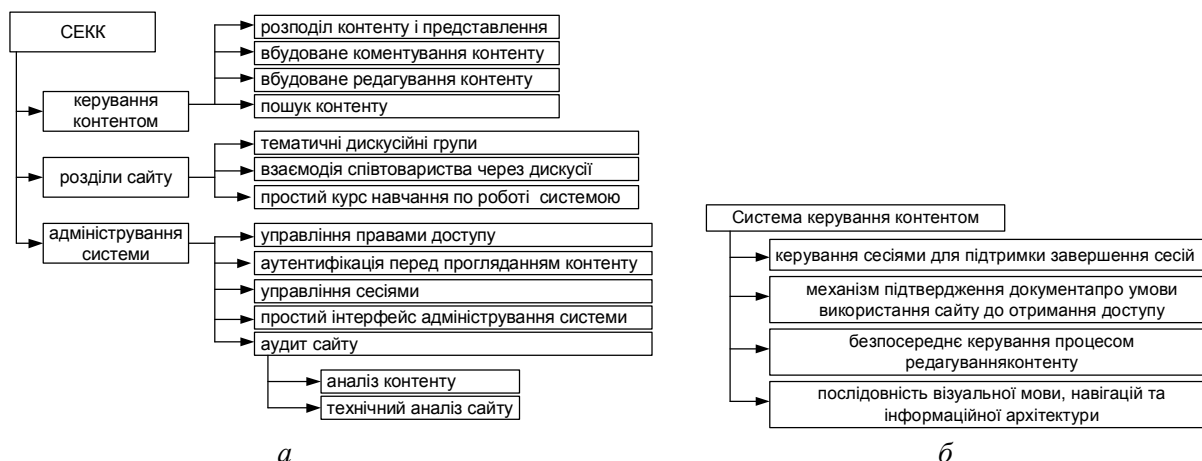 СЕКК
керування
контентом
розподіл контенту і представлення
вбудоване коментування контенту
вбудоване редагування контенту
пошук контенту
розділи сайту
тематичні дискусійні групи
взаємодія співтовариства через дискусії
простий курс навчання по роботі системою
адміністрування
системи
управління правами доступу
аутентифікація перед прогляданням контенту
управління сесіями
простий інтерфейс адміністрування системи
аудит сайту
аналіз контенту
технічний аналіз сайту
а
Система керування контентом
керування сесіями для підтримки завершення сесій
механізм підтвердження документапро умови
використання сайту до отримання доступу
безпосереднє керування процесом
редагуванняконтенту
послідовність візуальної мови, навігацій та
інформаційної архітектури
б